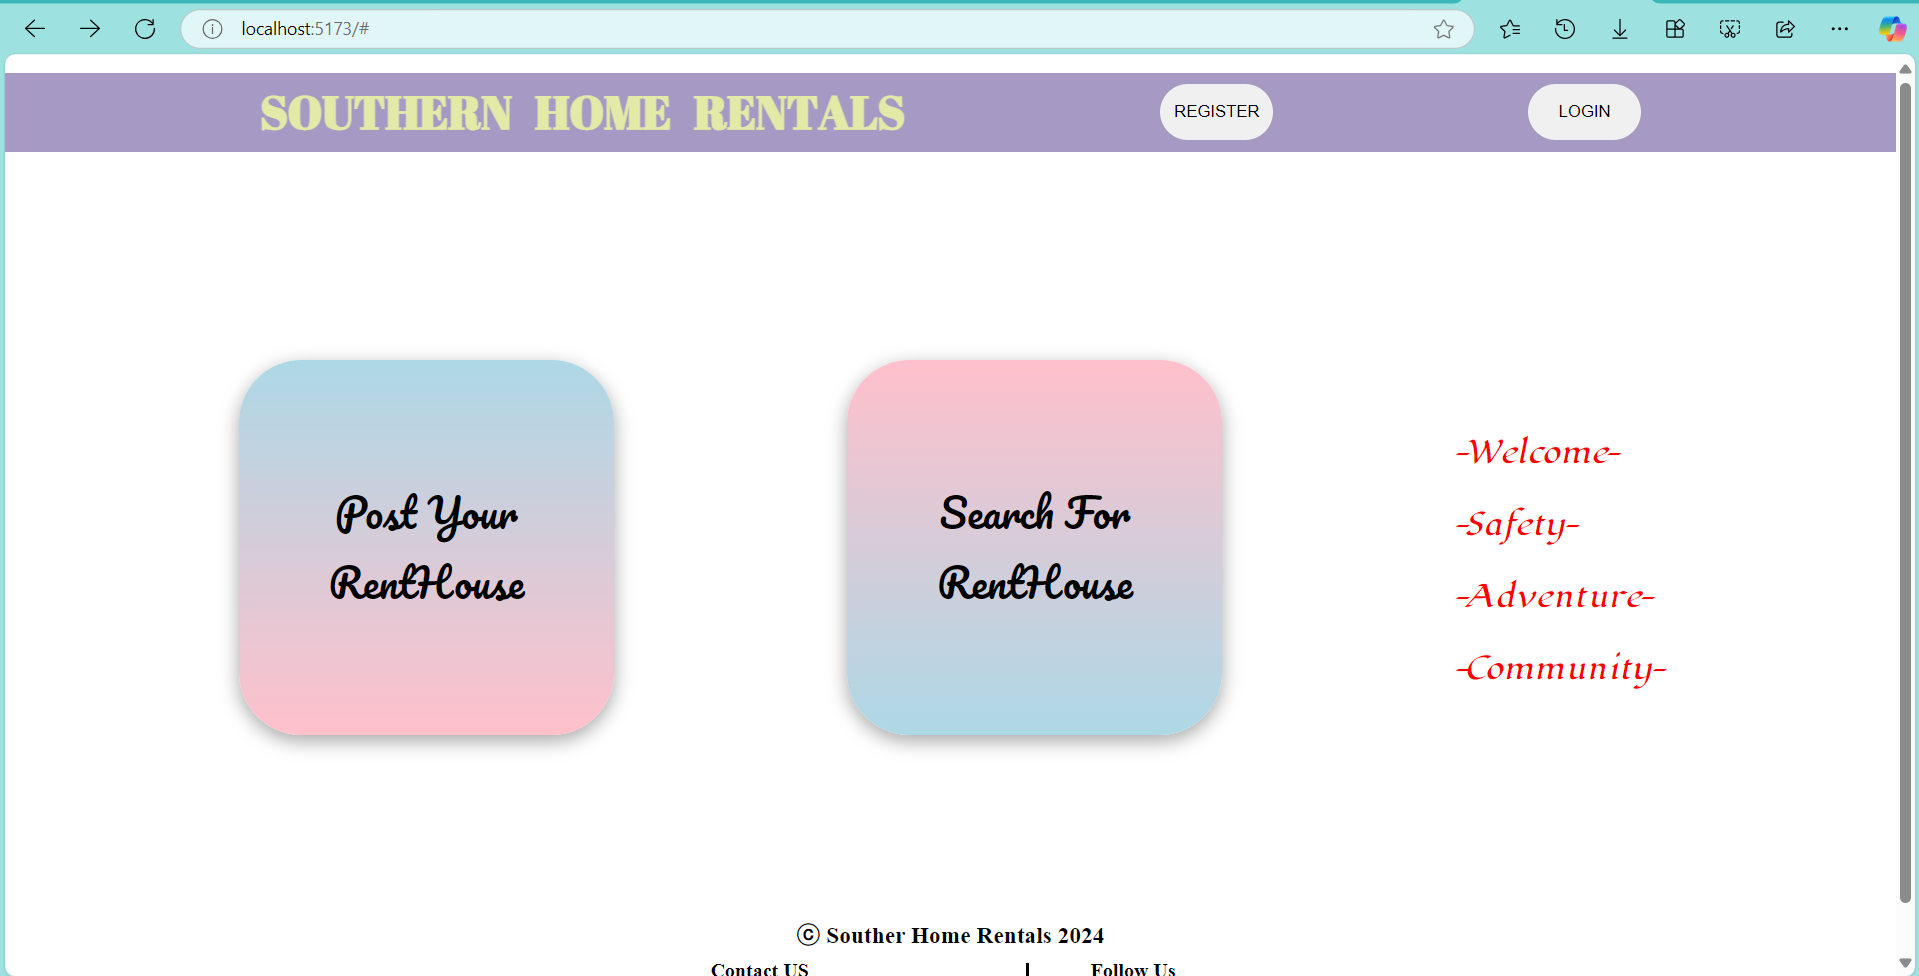 localhost:5173/#
SOUTHERN HOME RENTALS
REGISTER
LOGIN
Post Your
RentHouse
Search For
RentHouse
-Welcome-
-Safety-
-Adventure-
-Community-
© Souther Home Rentals 2024
Contact US
Follow Us